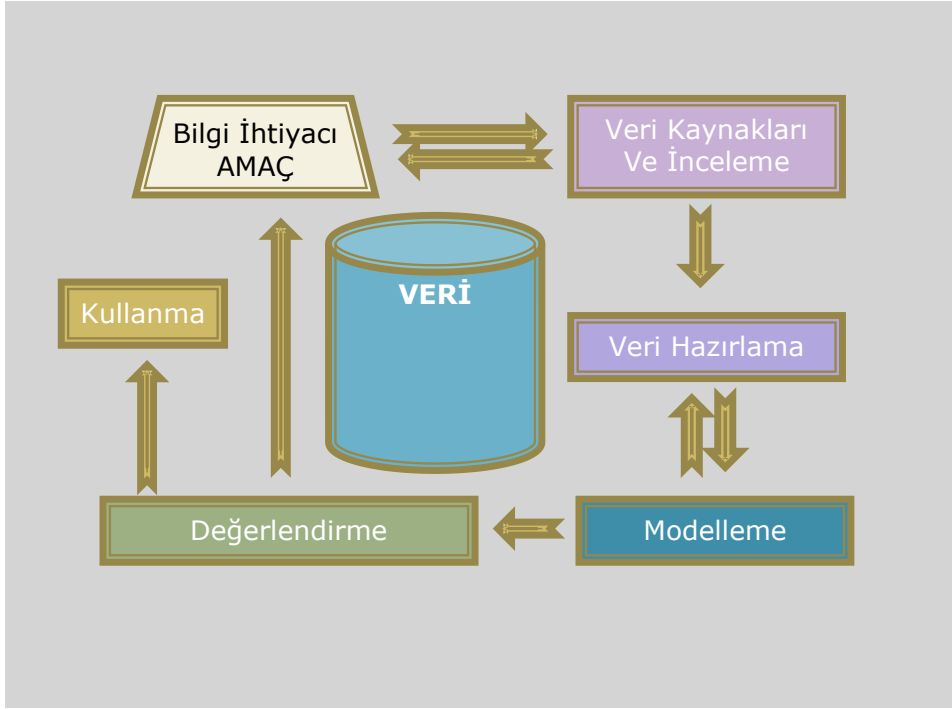 Bilgi İhtiyacı
AMAÇ
Veri Kaynakları
Ve İnceleme
VERİ
Kullanma
Veri Hazırlama
Değerlendirme
Modelleme